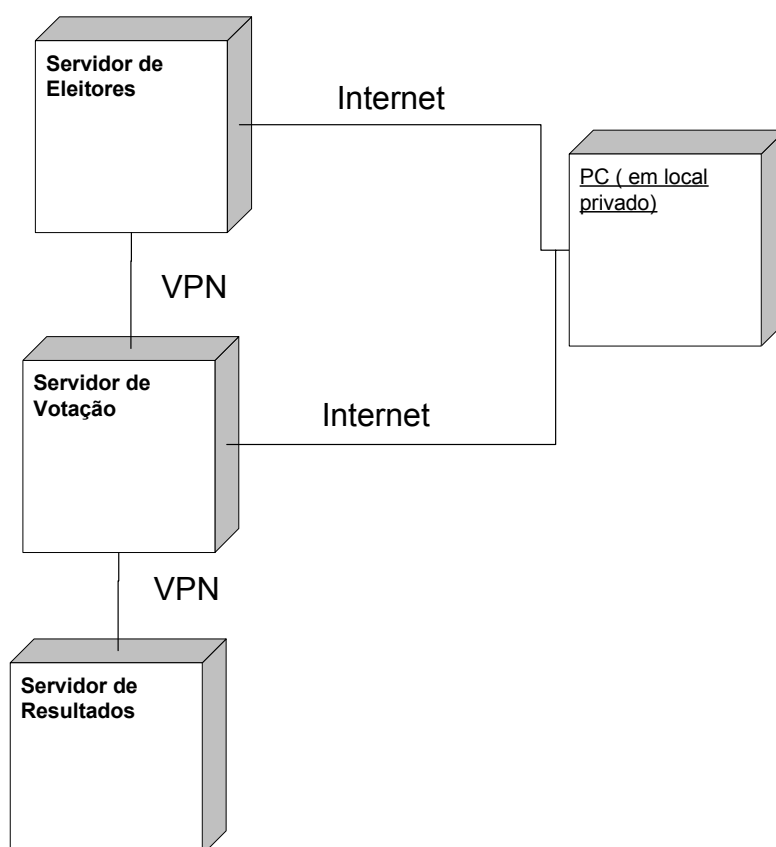 Servidor de
Eleitores
Internet
PC ( em local
privado)
VPN
Servidor de
Votação
Internet
VPN
Servidor de
Resultados